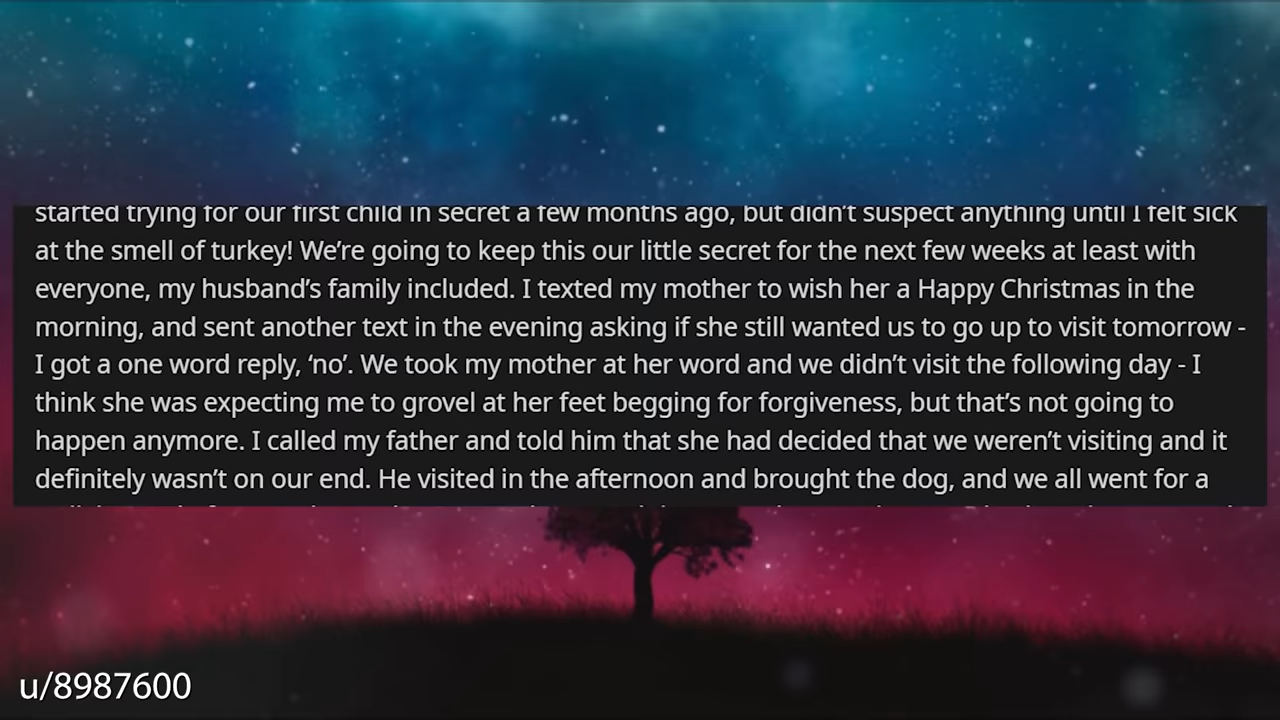 started trying for our first child in secret a few months ago, but didn’t suspect anything until I felt sick
at the smell of turkey! We’re going to keep this our little secret for the next few weeks at least with
everyone, my husband’s family included. I texted my mother to wish her a Happy Christmas in the
morning, and sent another text in the evening asking if she still wanted us to go up to visit tomorrow -
I got a one word reply, ‘no’. We took my mother at her word and we didn’t visit the following day - I
think she was expecting me to grovel at her feet begging for forgiveness, but that’s not going to
happen anymore. I called my father and told him that she had decided that we weren’t visiting and it
definitely wasn’t on our end. He visited in the afternoon and brought the dog, and we all went for a
u/8987600